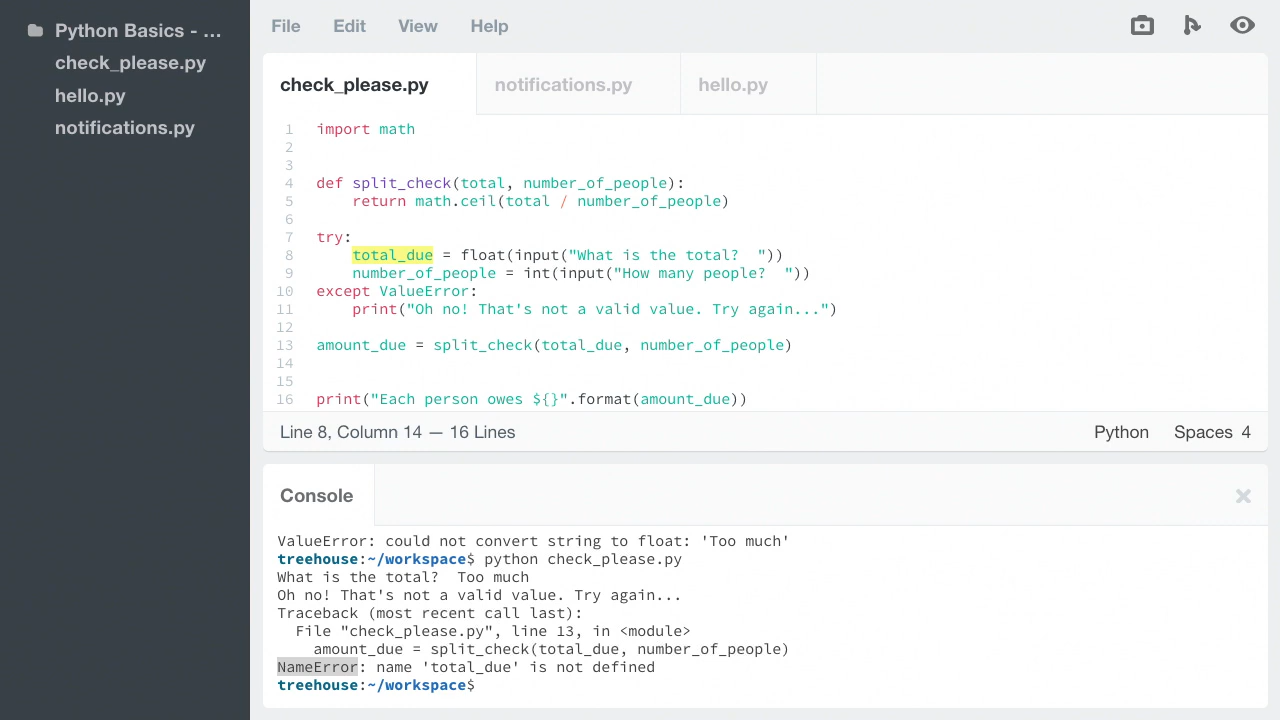 Python Basics - ...
check_please.py
hello.py
notifications.py
File Edit View Help
check_please.py notifications.py hello.py
1 import math
2
3
4 def split_check(total, number_of_people):
5     return math.ceil(total / number_of_people)
6
7 try:
8     total_due = float(input("What is the total?  "))
9     number_of_people = int(input("How many people?  "))
10 except ValueError:
11     print("Oh no! That's not a valid value. Try again...")
12
13 amount_due = split_check(total_due, number_of_people)
14
15
16 print("Each person owes ${}".format(amount_due))
Line 8, Column 14 — 16 Lines Python Spaces 4
Console
ValueError: could not convert string to float: 'Too much'
treehouse:~/workspace$ python check_please.py
What is the total?  Too much
Oh no! That's not a valid value. Try again...
Traceback (most recent call last):
  File "check_please.py", line 13, in <module>
    amount_due = split_check(total_due, number_of_people)
NameError: name 'total_due' is not defined
treehouse:~/workspace$